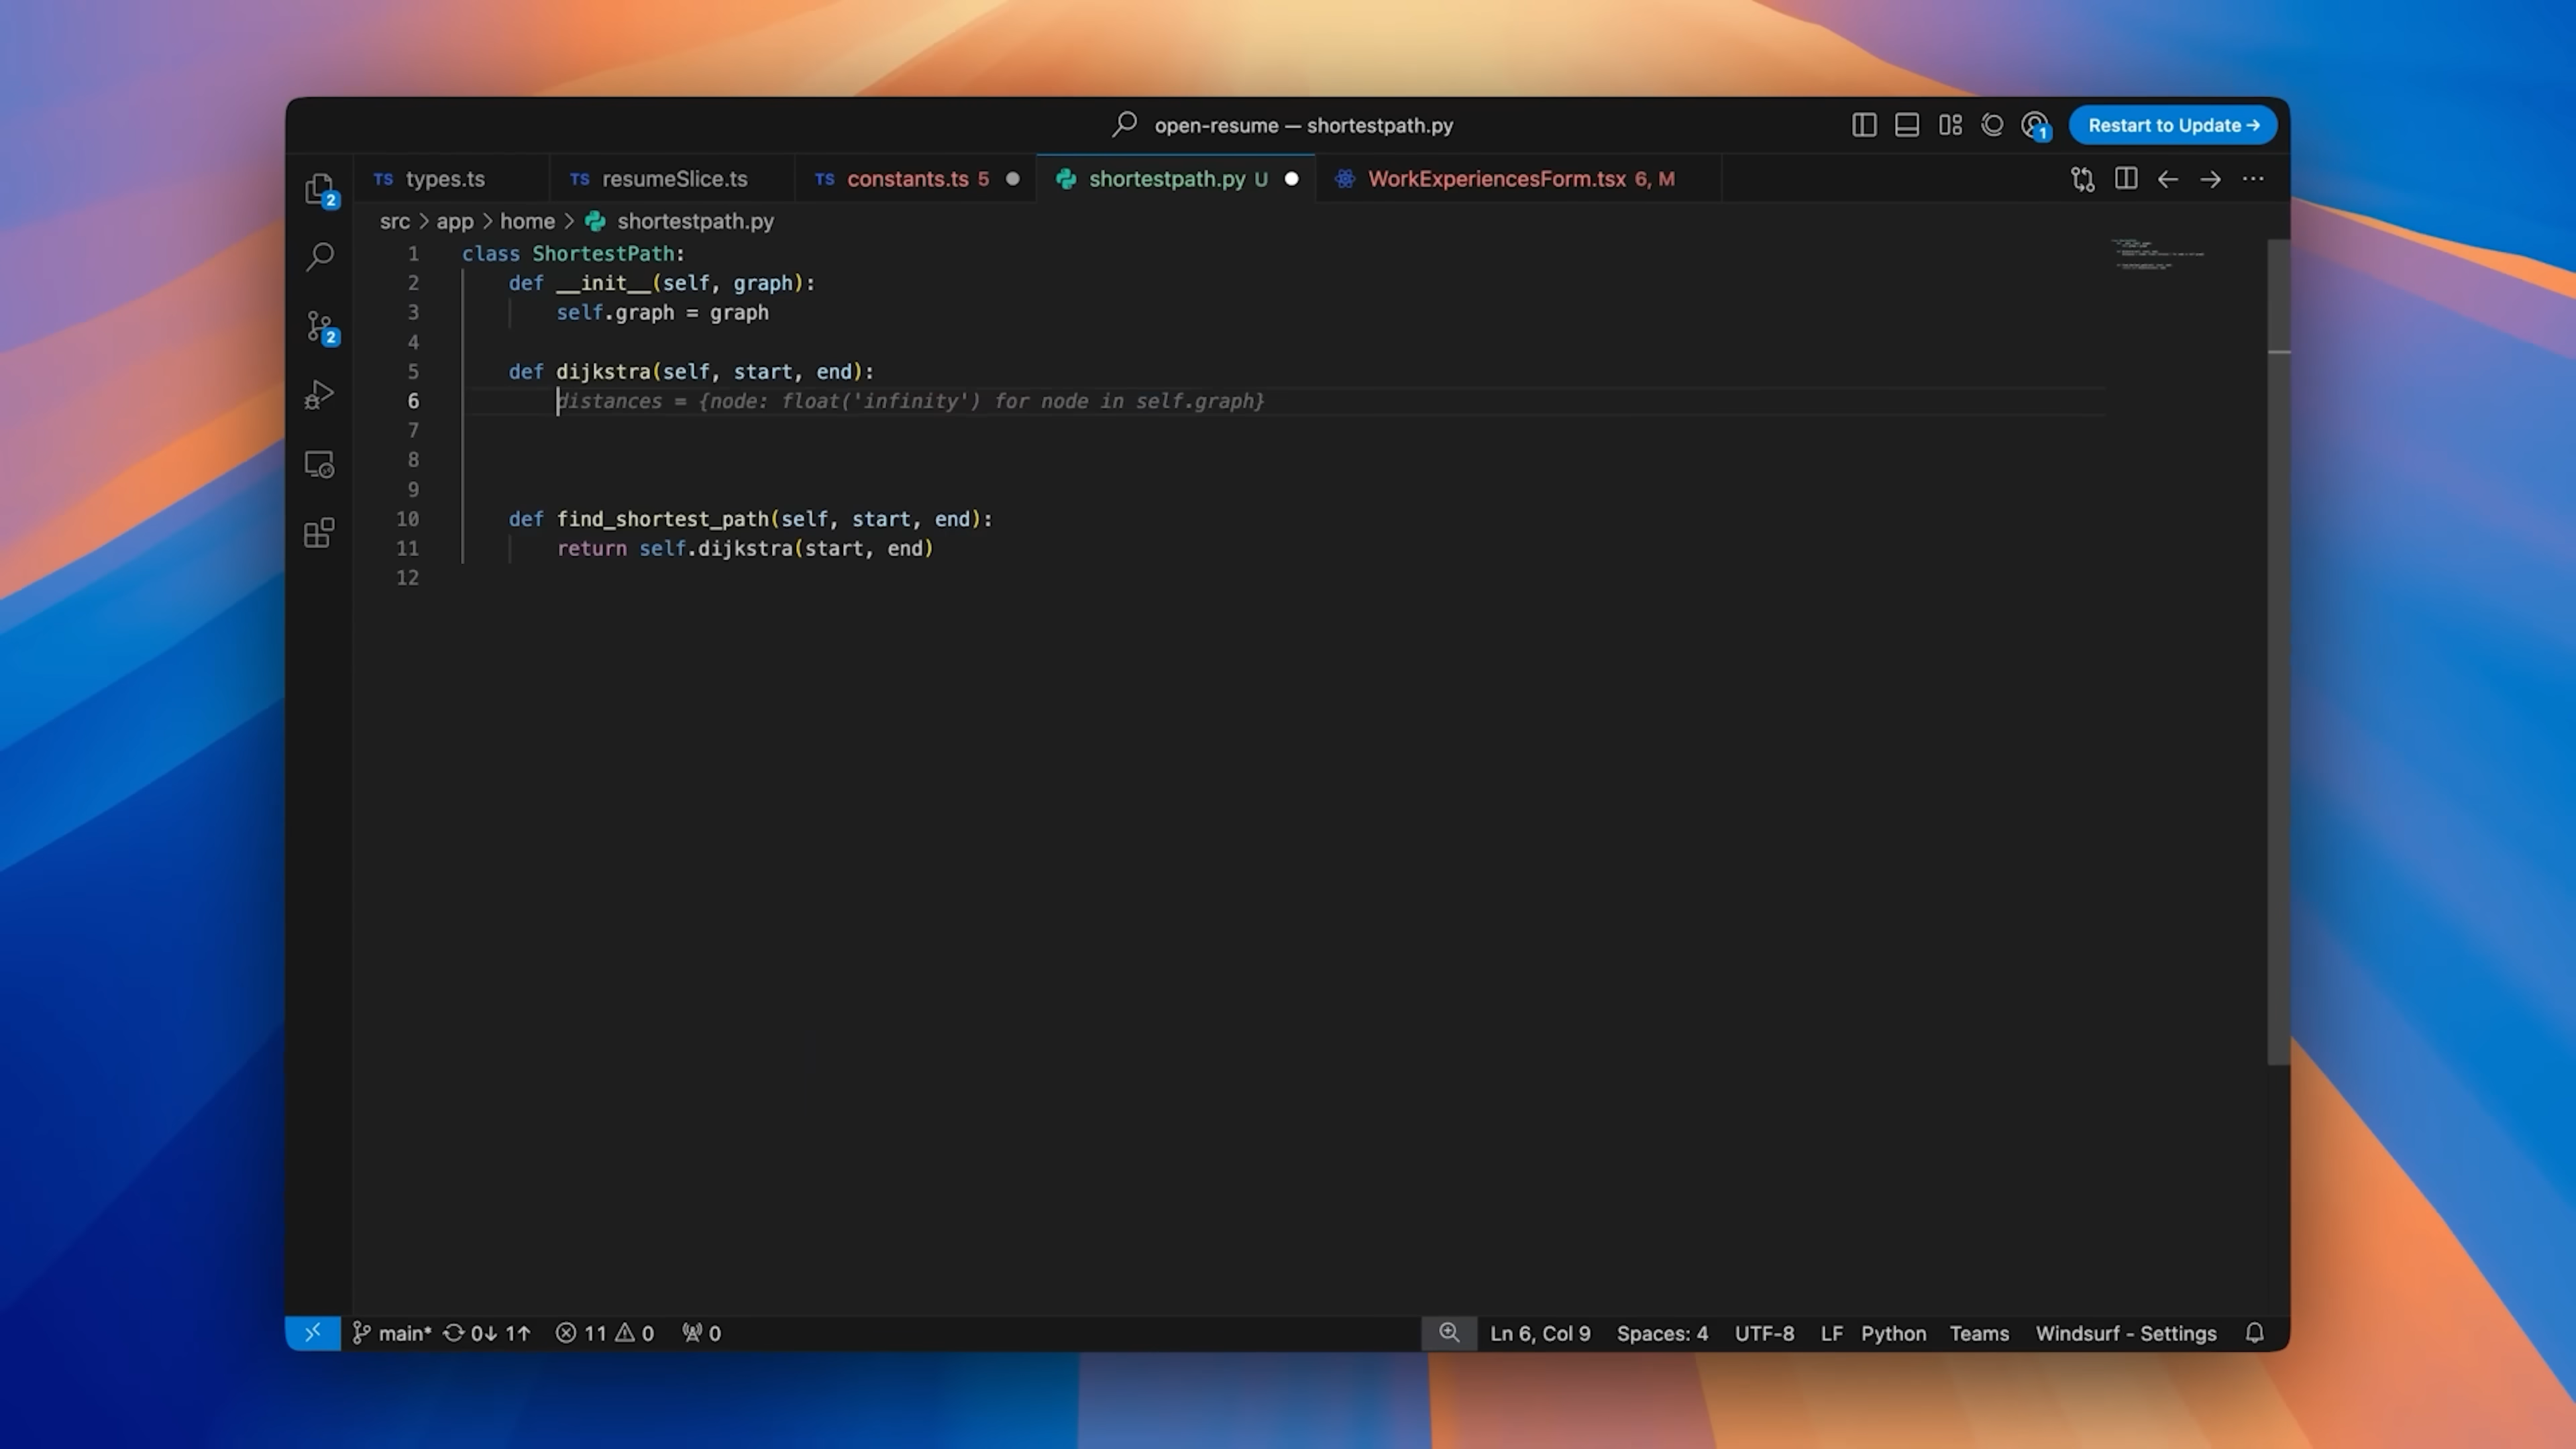 open-resume — shortestpath.py
1
Restart to Update →
TS types.ts
TS resumeSlice.ts
TS constants.ts 5
shortestpath.py U
WorkExperiencesForm.tsx 6, M
2
src > app > home > shortestpath.py
2
1 class ShortestPath:
2 def __init__(self, graph):
3 self.graph = graph
4
5 def dijkstra(self, start, end):
6 distances = {node: float('infinity') for node in self.graph}
7
8
9
10 def find_shortest_path(self, start, end):
11 return self.dijkstra(start, end)
12
main* 0↓ 1↑ 11 0 0
Ln 6, Col 9 Spaces: 4 UTF-8 LF Python Teams Windsurf - Settings